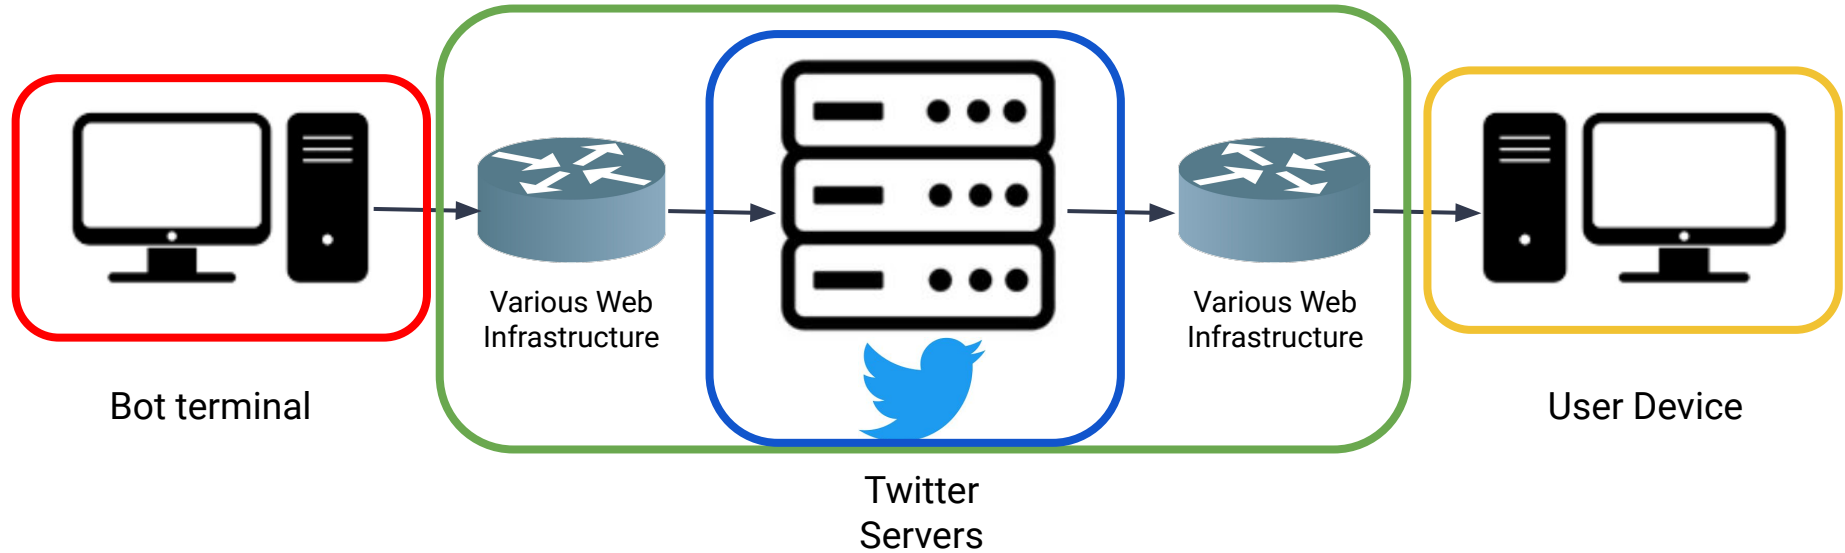 Various Web
Infrastructure
Various Web
Infrastructure
Bot terminal
User Device
Twitter
Servers